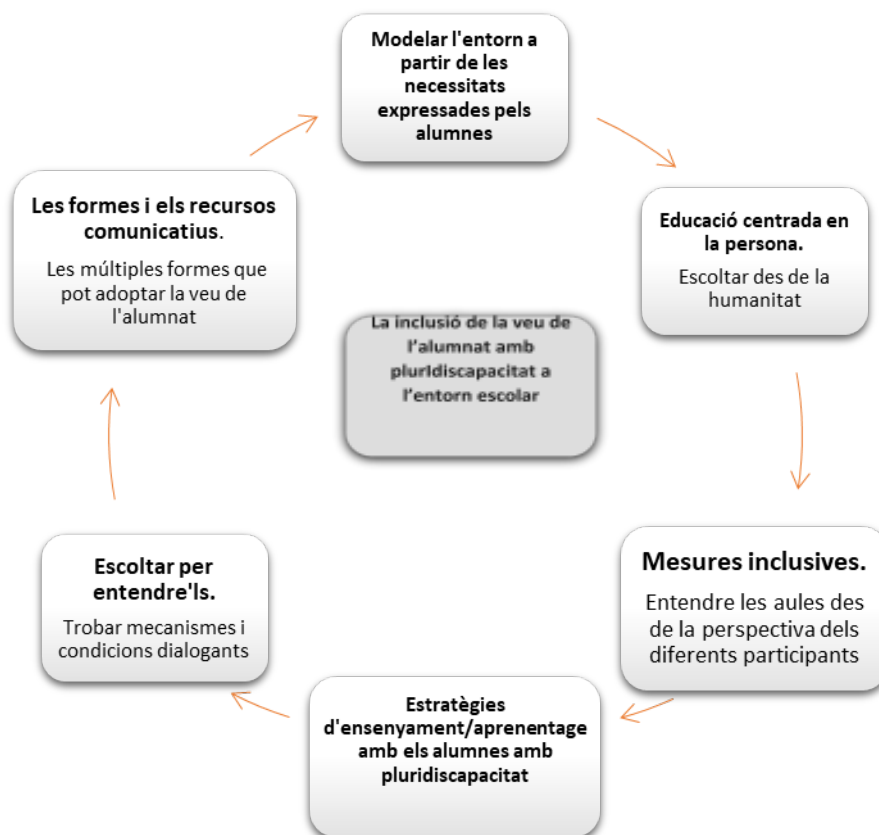 Modelar l'entorn a
partir de les
necessitats
expressades pels
alumnes
Educació centrada en
la persona.
Escoltar des de la
humanitat
Mesures inclusives.
Entendre les aules des
de la perspectiva dels
diferents participants
Estratègies
d'ensenyament/aprenentage
amb els alumnes amb
pluridiscapacitat
Escoltar per
entendre'ls.
Trobar mecanismes i
condicions dialogants
Les formes i els recursos
comunicatius.
Les múltiples formes que
pot adoptar la veu de
l'alumnat
La inclusió de la veu de
l'alumnat amb
pluridiscapacitat a
l'entorn escolar